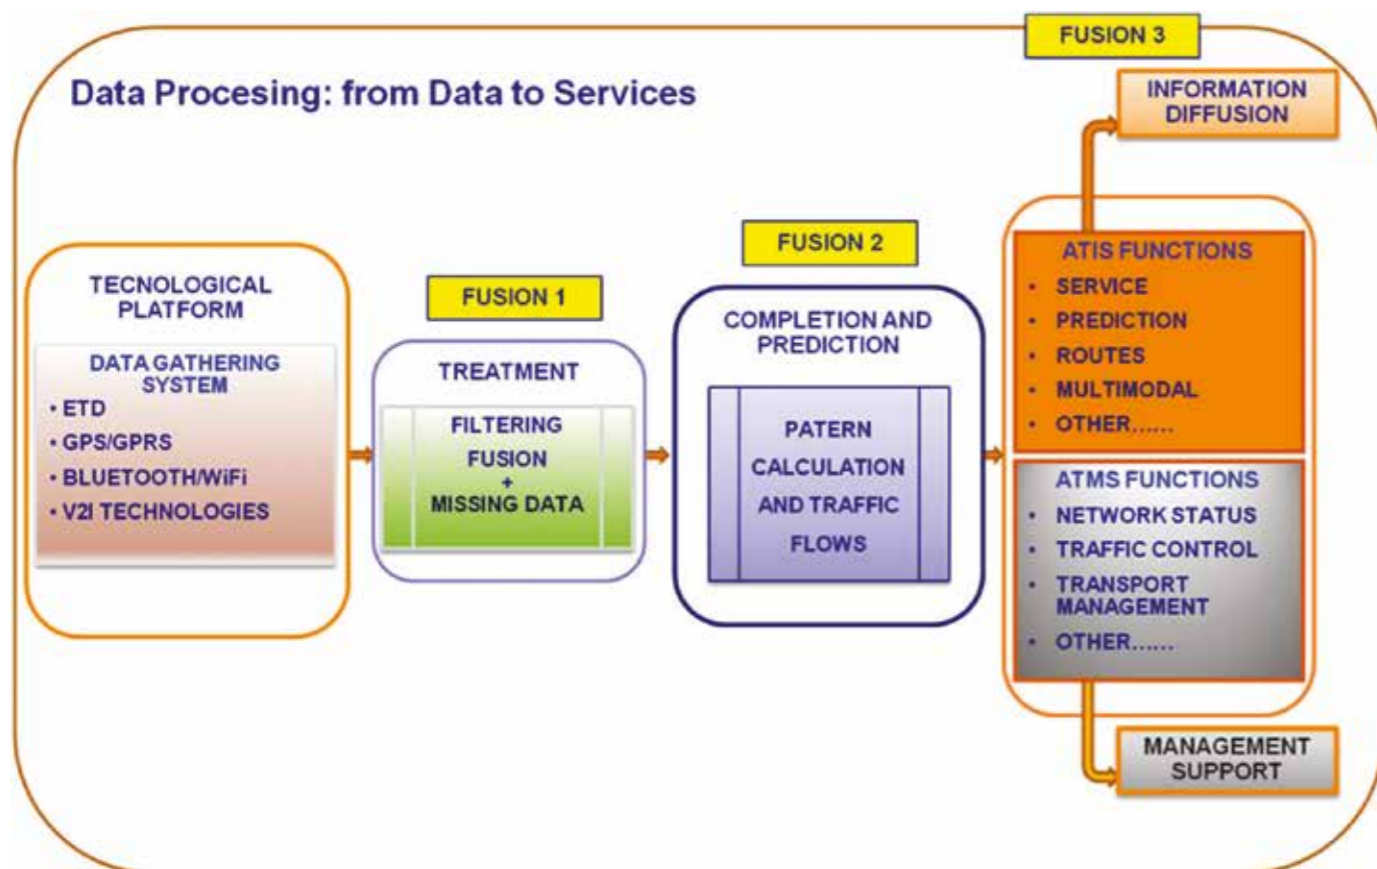 FUSION 3
Data Procesing: from Data to Services
INFORMATION
DIFFUSION
TECNOLOGICAL
PLATFORM
DATA GATHERING
SYSTEM
• ETD
• GPS/GPRS
• BLUETOOTH/WiFi
• V2I TECHNOLOGIES
FUSION 1
TREATMENT
FILTERING
FUSION
+
MISSING DATA
FUSION 2
COMPLETION AND
PREDICTION
PATERN
CALCULATION
AND TRAFFIC
FLOWS
ATIS FUNCTIONS
• SERVICE
• PREDICTION
• ROUTES
• MULTIMODAL
• OTHER......
ATMS FUNCTIONS
• NETWORK STATUS
• TRAFFIC CONTROL
• TRANSPORT
MANAGEMENT
• OTHER......
MANAGEMENT
SUPPORT